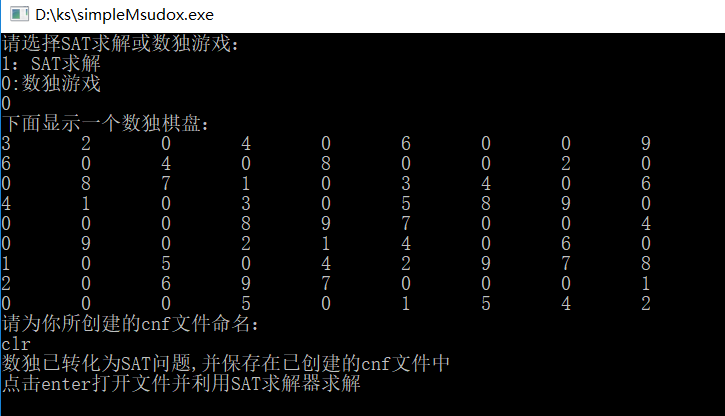 D:\ks\simpleMsudox.exe
请选择SAT求解或数独游戏：
1：SAT求解
0:数独游戏
0
下面显示一个数独棋盘：
3 2 0 4 0 6 0 0 9
6 0 4 0 8 0 0 2 0
0 8 7 1 0 3 4 0 6
4 1 0 3 0 5 8 9 0
0 0 0 8 9 7 0 0 4
0 9 0 2 1 4 0 6 0
1 0 5 0 4 2 9 7 8
2 0 6 9 7 0 0 0 1
0 0 0 5 0 1 5 4 2
请为你所创建的cnf文件命名：
clr
数独已转化为SAT问题,并保存在已创建的cnf文件中
点击enter打开文件并利用SAT求解器求解